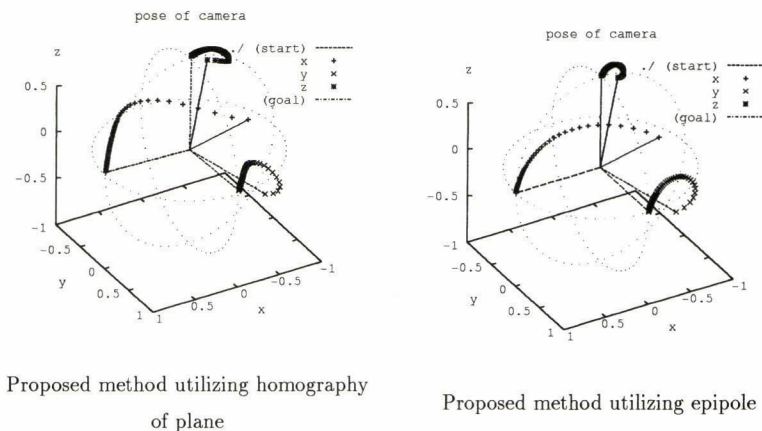 pose of camera
./ (start)
x
y
z
(goal)
z
0.5
0
-0.5
-1
-0.5
0
0.5
1
y
1
0.5
0
-0.5
-1
x
Proposed method utilizing homography
of plane
pose of camera
./ (start)
x
y
z
(goal)
z
0.5
0
-0.5
-1
-0.5
0
0.5
1
y
1
0.5
0
-0.5
-1
x
Proposed method utilizing epipole